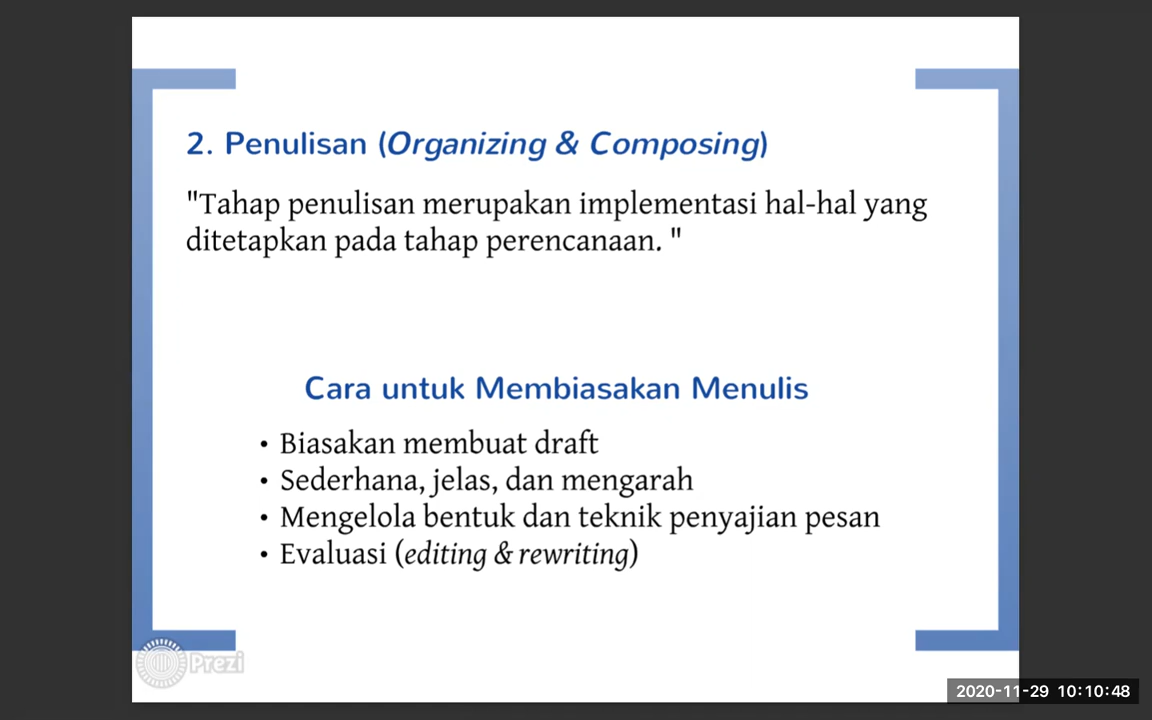 2. Penulisan (Organizing & Composing)
"Tahap penulisan merupakan implementasi hal-hal yang
ditetapkan pada tahap perencanaan. "
Cara untuk Membiasakan Menulis
• Biasakan membuat draft
• Sederhana, jelas, dan mengarah
• Mengelola bentuk dan teknik penyajian pesan
• Evaluasi (editing & rewriting)
Prezi
2020-11-29 10:10:48